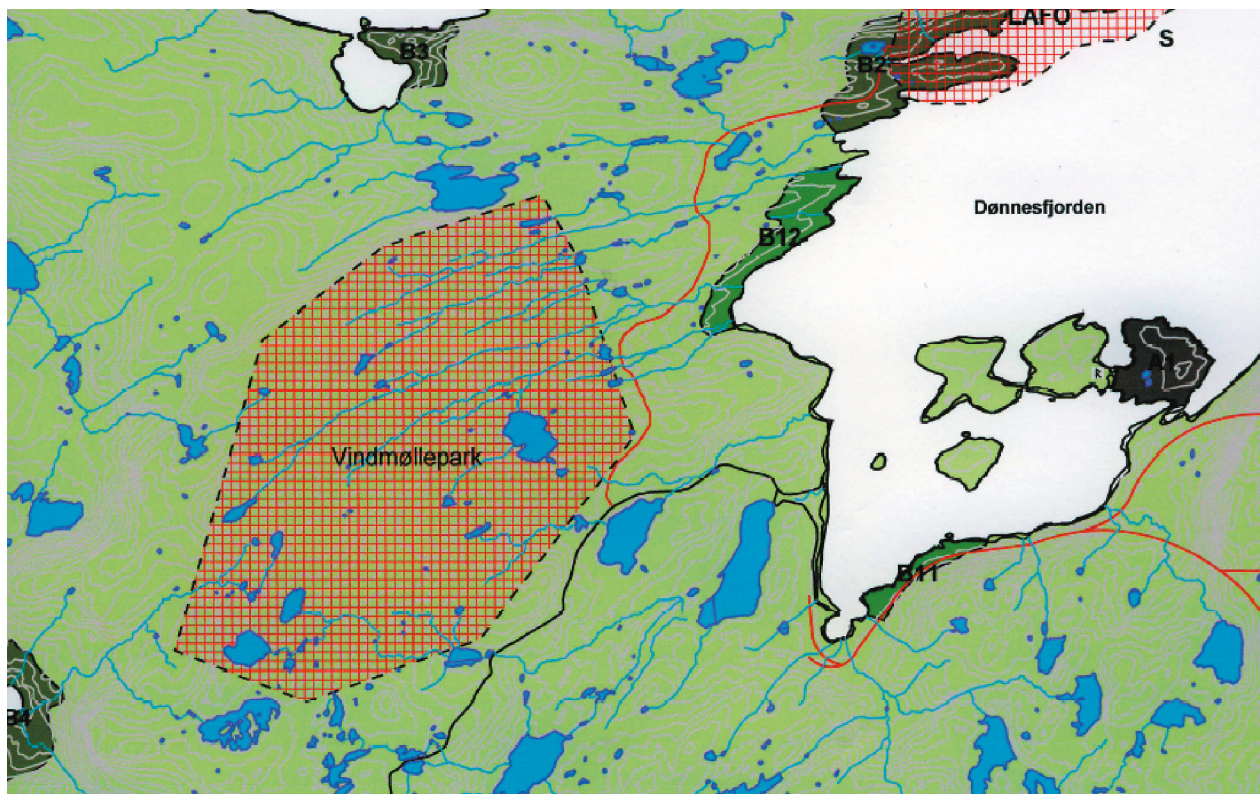 LAFO
S
B3
B2
Dønnesfjorden
B12
A1
R
Vindmøllepark
B11
B4